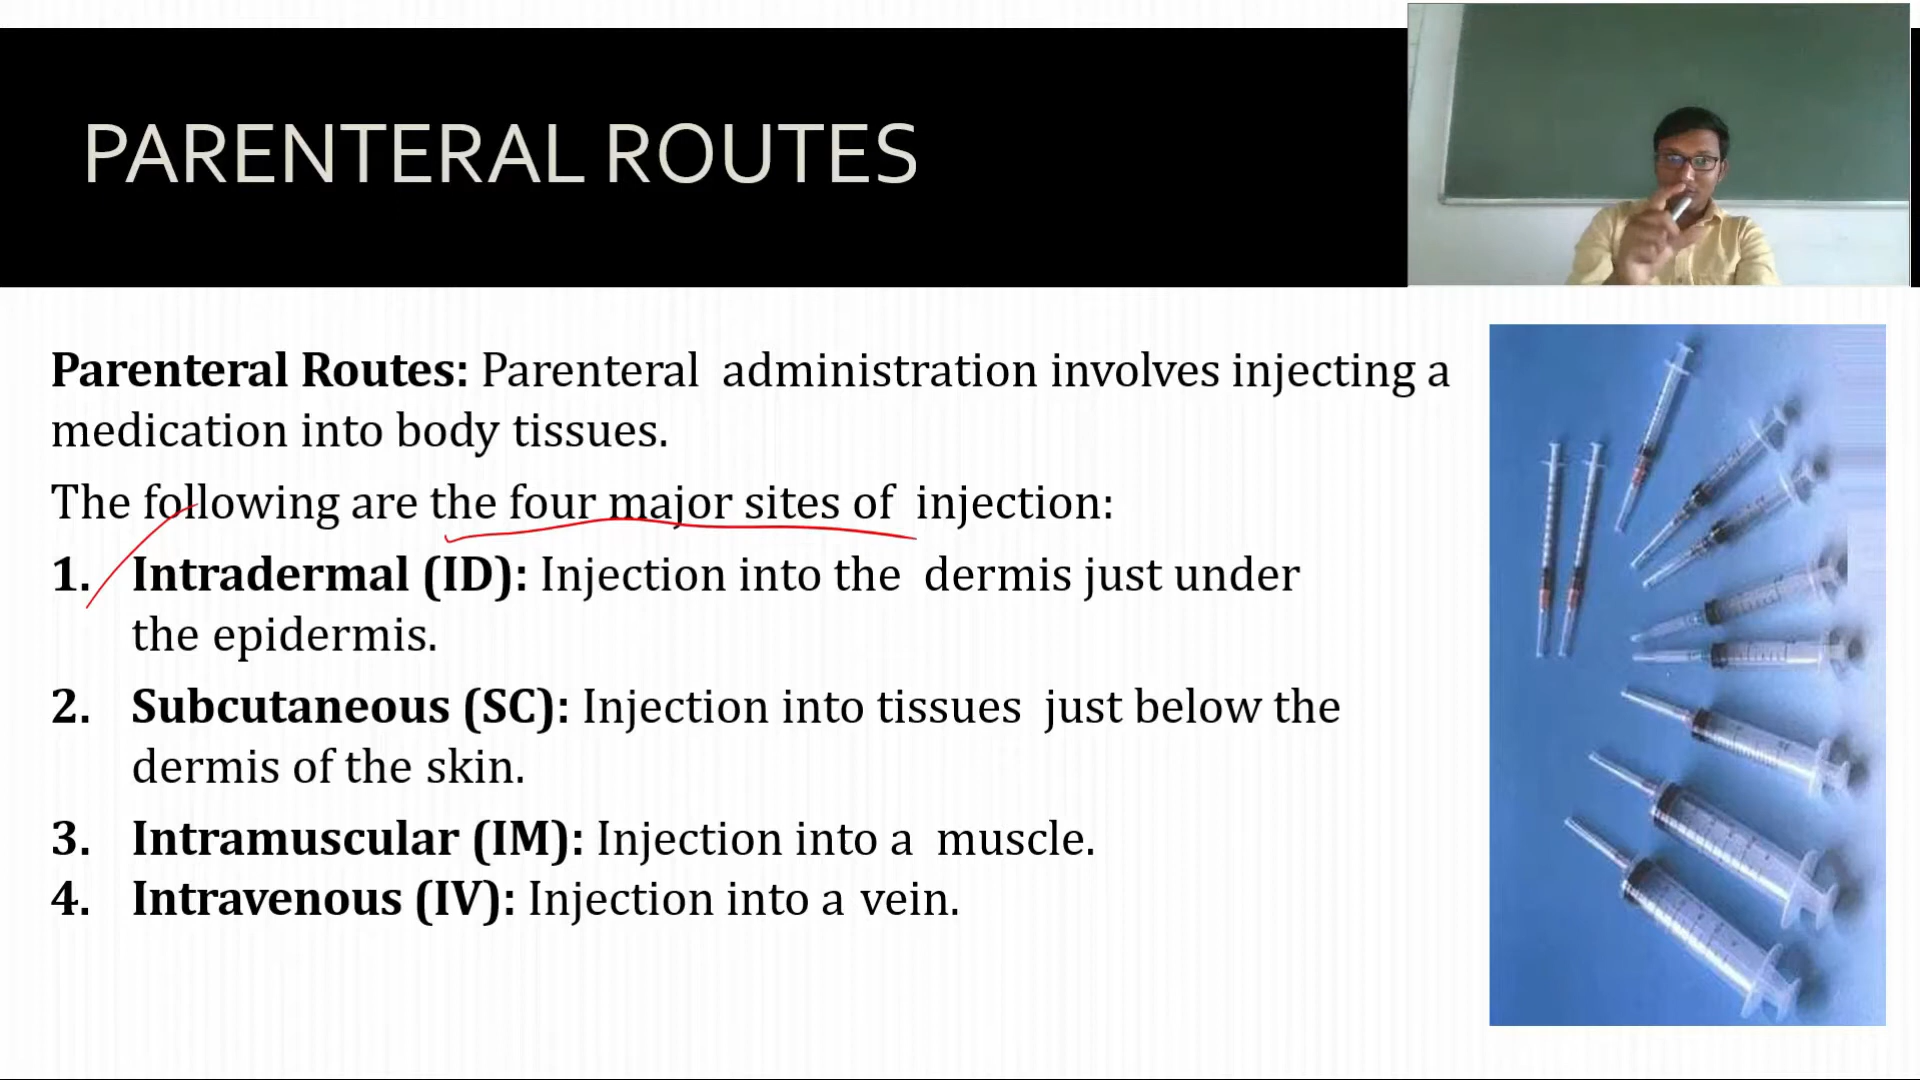 PARENTERAL ROUTES
Parenteral Routes: Parenteral administration involves injecting a
medication into body tissues.
The following are the four major sites of injection:
1. Intradermal (ID): Injection into the dermis just under
the epidermis.
2. Subcutaneous (SC): Injection into tissues just below the
dermis of the skin.
3. Intramuscular (IM): Injection into a muscle.
4. Intravenous (IV): Injection into a vein.